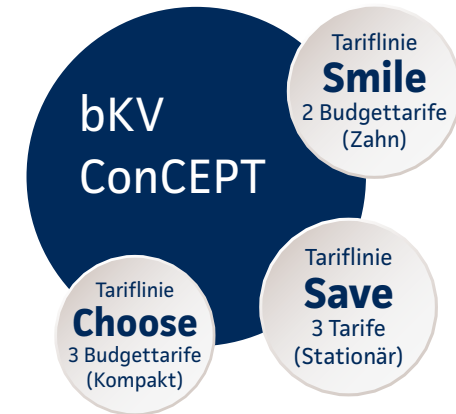 bKV
ConCEPT
Tariflinie
Smile
2 Budgettarife
(Zahn)
Tariflinie
Save
3 Tarife
(Stationär)
Tariflinie
Choose
3 Budgettarife
(Kompakt)